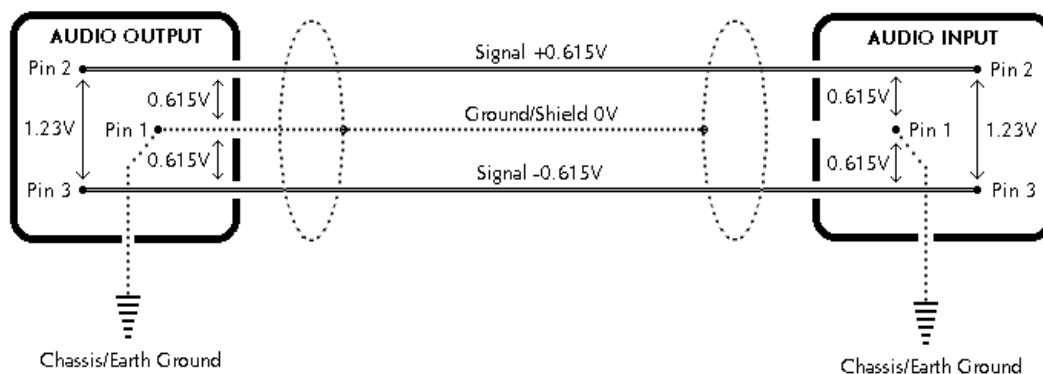 AUDIO OUTPUT
AUDIO INPUT
Signal +0.615V
Pin 2
Pin 2
0.615V
0.615V
Ground/Shield 0V
1.23V
Pin 1
Pin 1
1.23V
0.615V
0.615V
Signal -0.615V
Pin 3
Pin 3
Chassis/Earth Ground
Chassis/Earth Ground